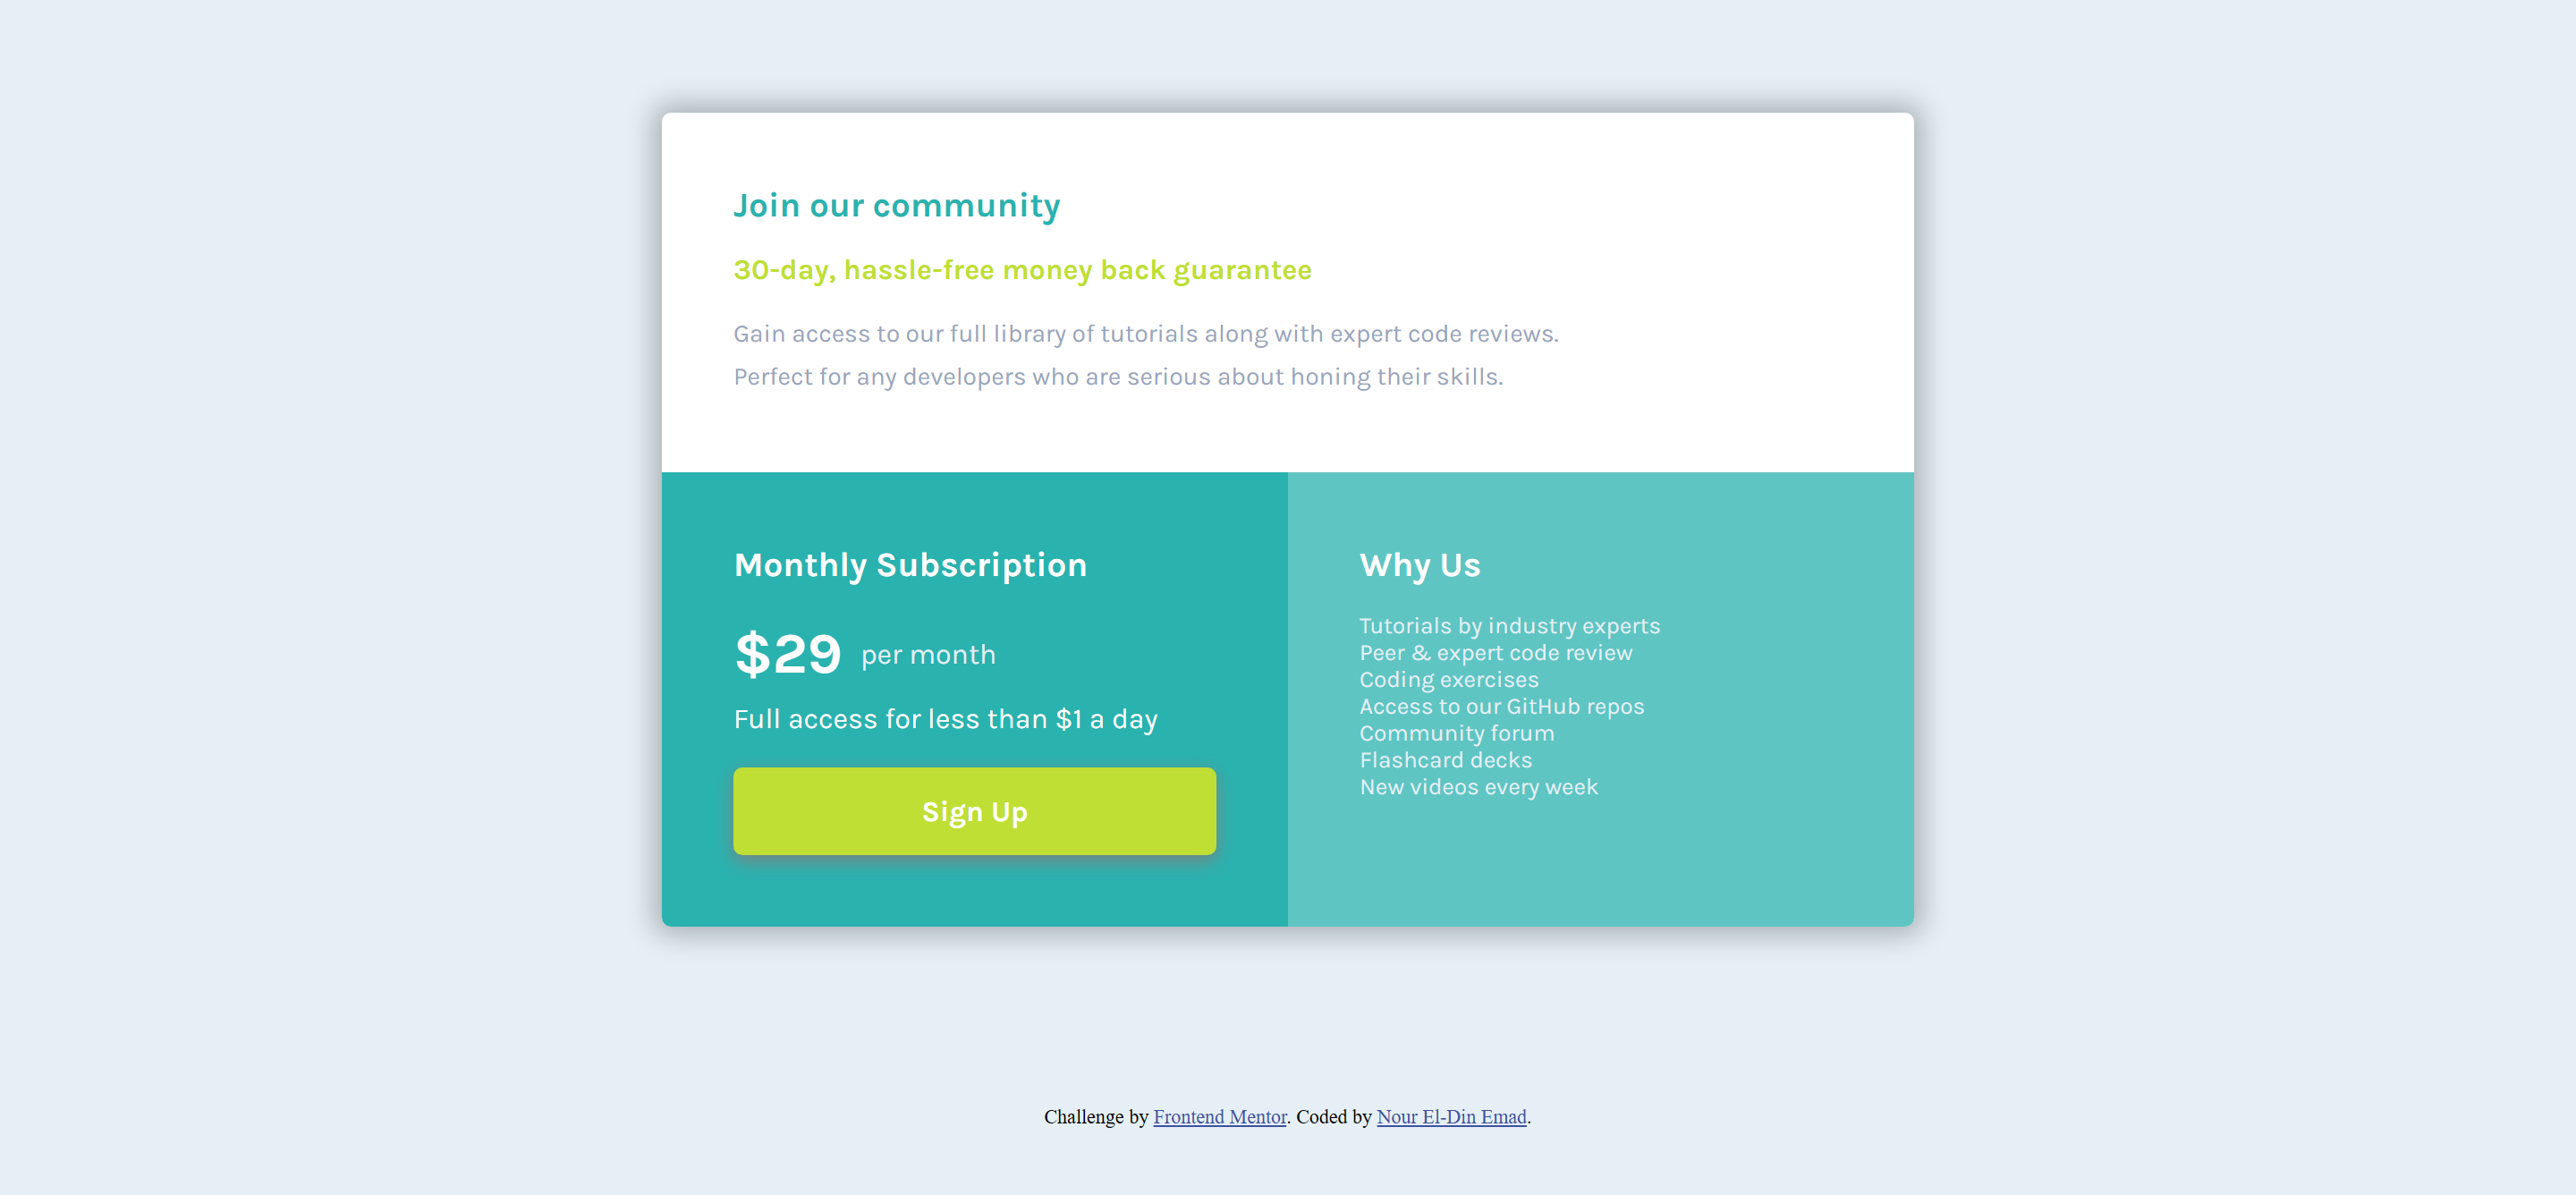 Join our community
30-day, hassle-free money back guarantee
Gain access to our full library of tutorials along with expert code reviews.
Perfect for any developers who are serious about honing their skills.
Monthly Subscription
$29 per month
Full access for less than $1 a day
Sign Up
Why Us
Tutorials by industry experts
Peer & expert code review
Coding exercises
Access to our GitHub repos
Community forum
Flashcard decks
New videos every week
Challenge by Frontend Mentor. Coded by Nour El-Din Emad.